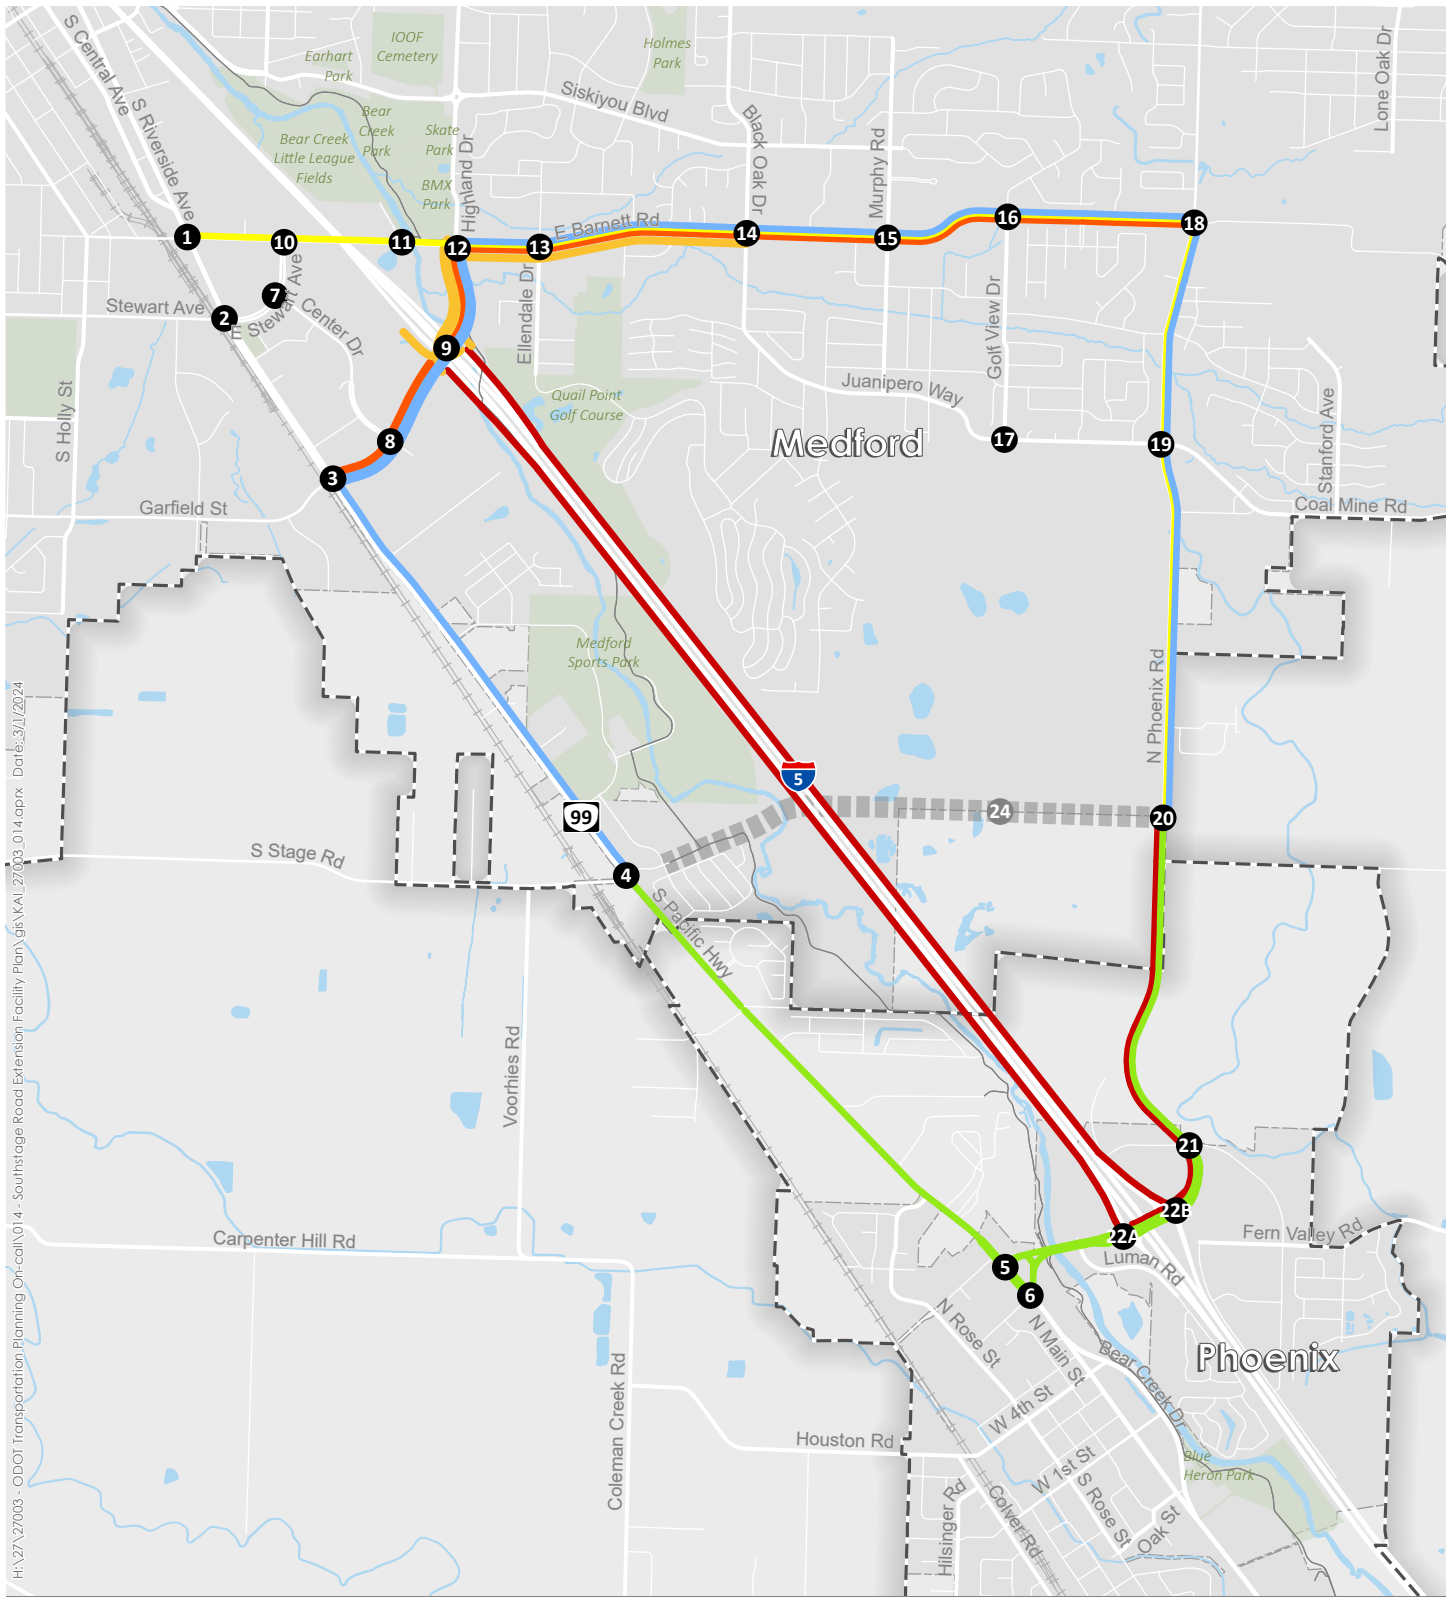 S Central Ave
S Riverside Ave
Earhart
Park
IOOF
Cemetery
Holmes
Park
Siskiyou Blvd
Lone Oak Dr
Bear
Creek
Park
Skate
Park
Bear Creek
Little League
Fields
BMX
Park
Highland Dr
Black Oak Dr
Murphy Rd
1
10
11
12
13
E Barnett Rd
14
15
16
18
Stewart Ave
2
7
E Stewart Ave
Center Dr
9
Ellendale Dr
Golf View Dr
Quail Point
Golf Course
Juanipero Way
S Holly St
8
3
Medford
17
19
Stanford Ave
Garfield St
Coal Mine Rd
Medford
Sports Park
N Phoenix Rd
5
99
24
20
S Stage Rd
4
S Pacific Hwy
Voorhies Rd
21
22B
22A
Carpenter Hill Rd
5
6
Luman Rd
Fern Valley Rd
N Rose St
N Main St
Phoenix
Bear Creek Dr
Coleman Creek Rd
W 4th St
Houston Rd
W 1st St
S Rose St
Blue
Heron Park
Hilsinger Rd
Colver Rd
Oak St
H:\27\27003 - ODOT Transportation Planning On-call\014 - Southstage Road Extension Facility Plan\gis\KAI_27003_014.aprx Date: 3/1/2024